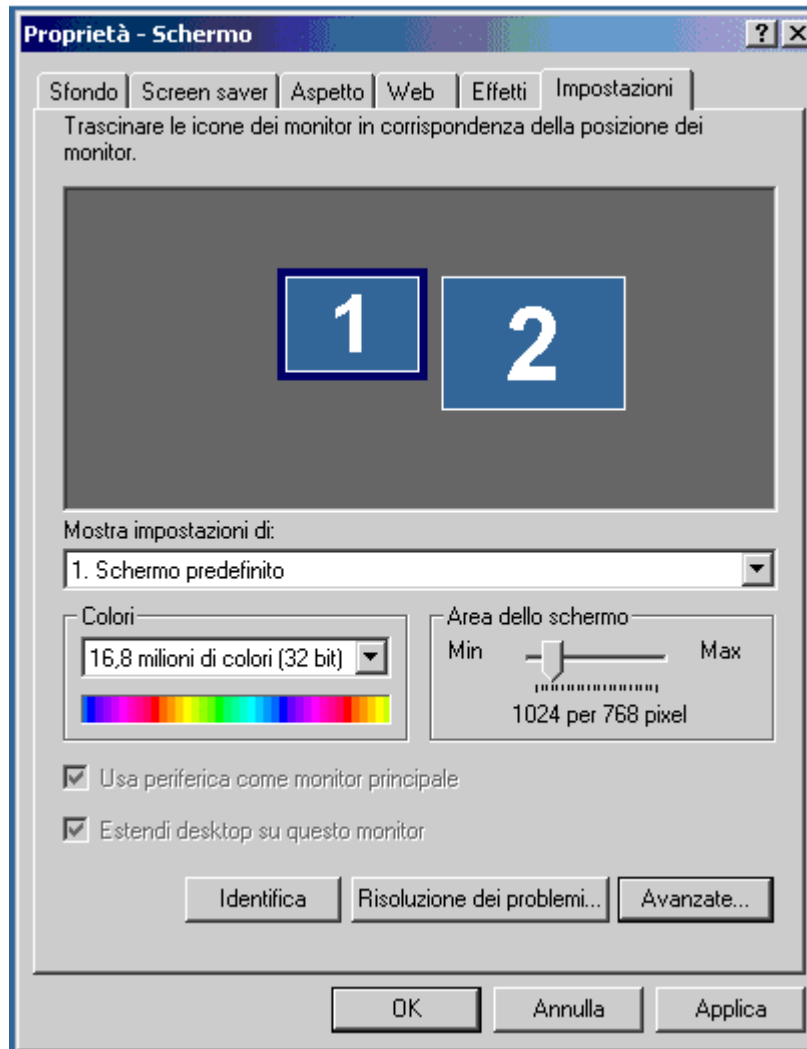 Proprietà - Schermo
Sfondo Screen saver Aspetto Web Effetti Impostazioni
Trascinare le icone dei monitor in corrispondenza della posizione dei
monitor.
1 2
Mostra impostazioni di:
1. Schermo predefinito
Colori
16,8 milioni di colori (32 bit)
Area dello schermo
Min Max
1024 per 768 pixel
Usa periferica come monitor principale
Estendi desktop su questo monitor
Identifica Risoluzione dei problemi... Avanzate...
OK Annulla Applica